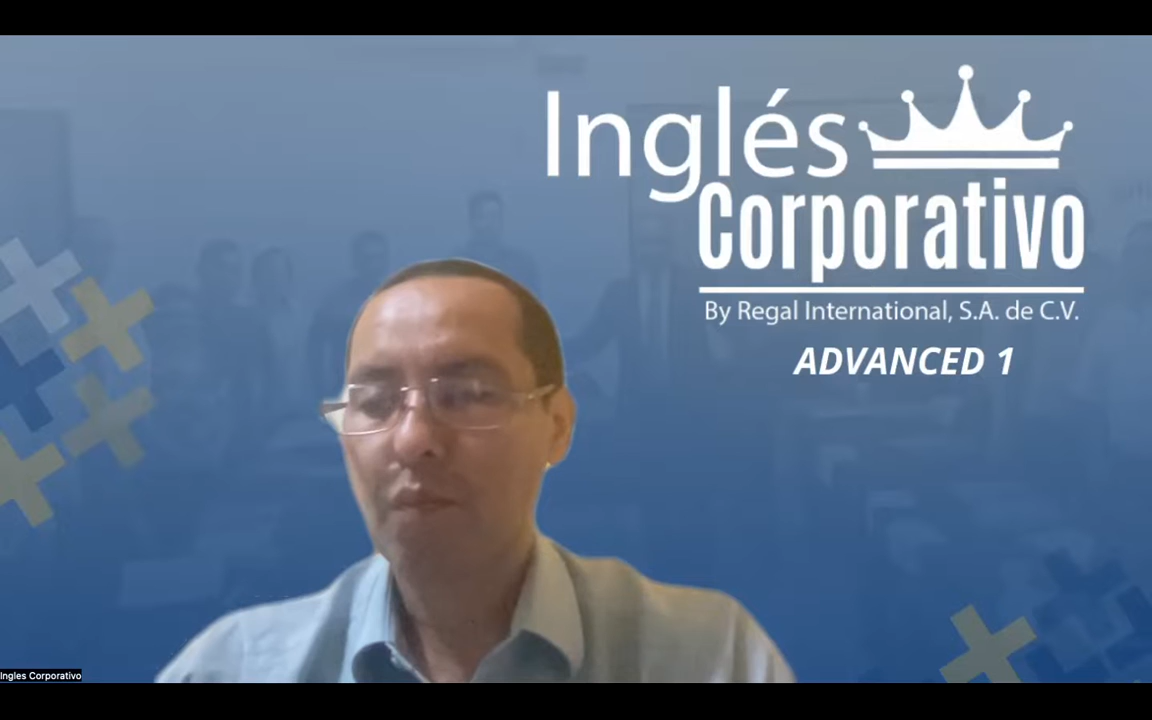 Inglés
Corporativo
By Regal International, S.A. de C.V.
ADVANCED 1
Ingles Corporativo